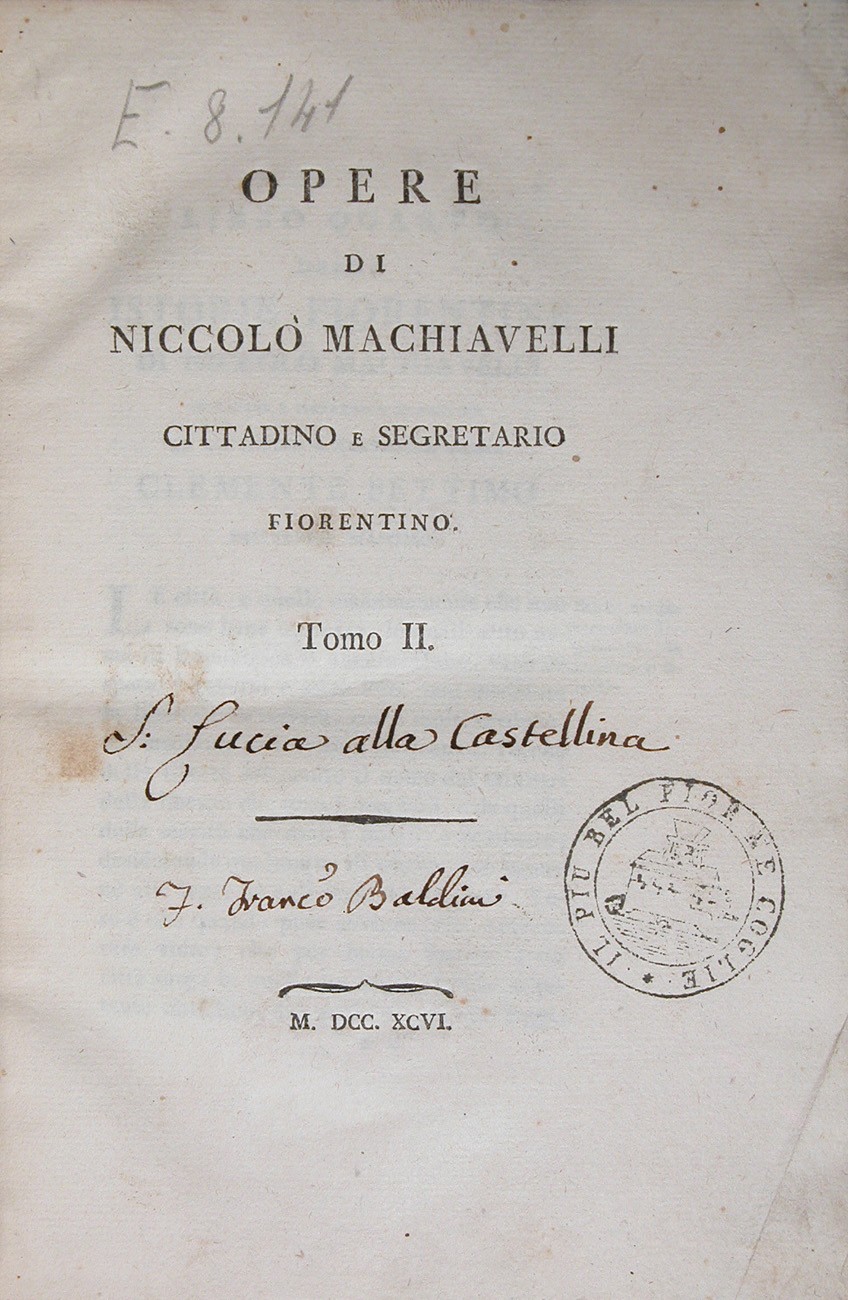 E. 8. 141
OPERE
DI
NICCOLÒ MACHIAVELLI
CITTADINO E SEGRETARIO
FIORENTINO.
Tomo II.
S: Lucia alla Castellina
IL PIU BEL FIOR NE COGLIE
Franco Baldini
M. DCC. XCVI.